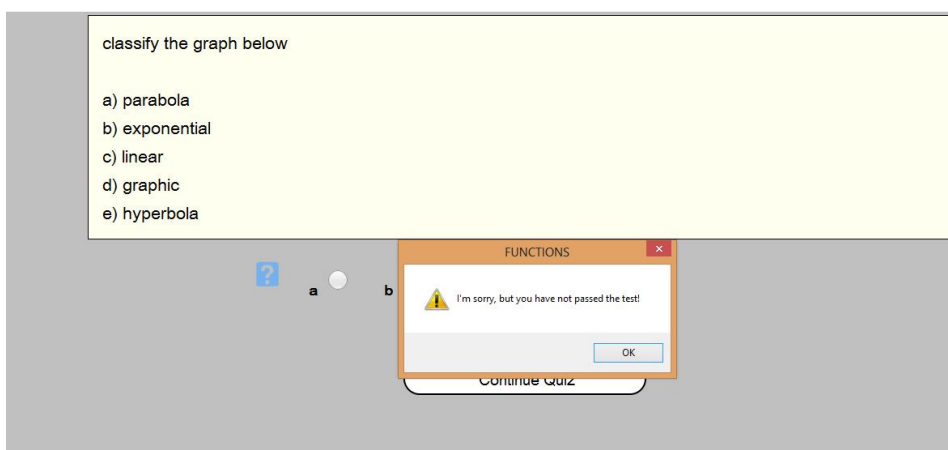 classify the graph below
a) parabola
b) exponential
c) linear
d) graphic
e) hyperbola
FUNCTIONS
?
a
b
I'm sorry, but you have not passed the test!
OK
Continue Quiz